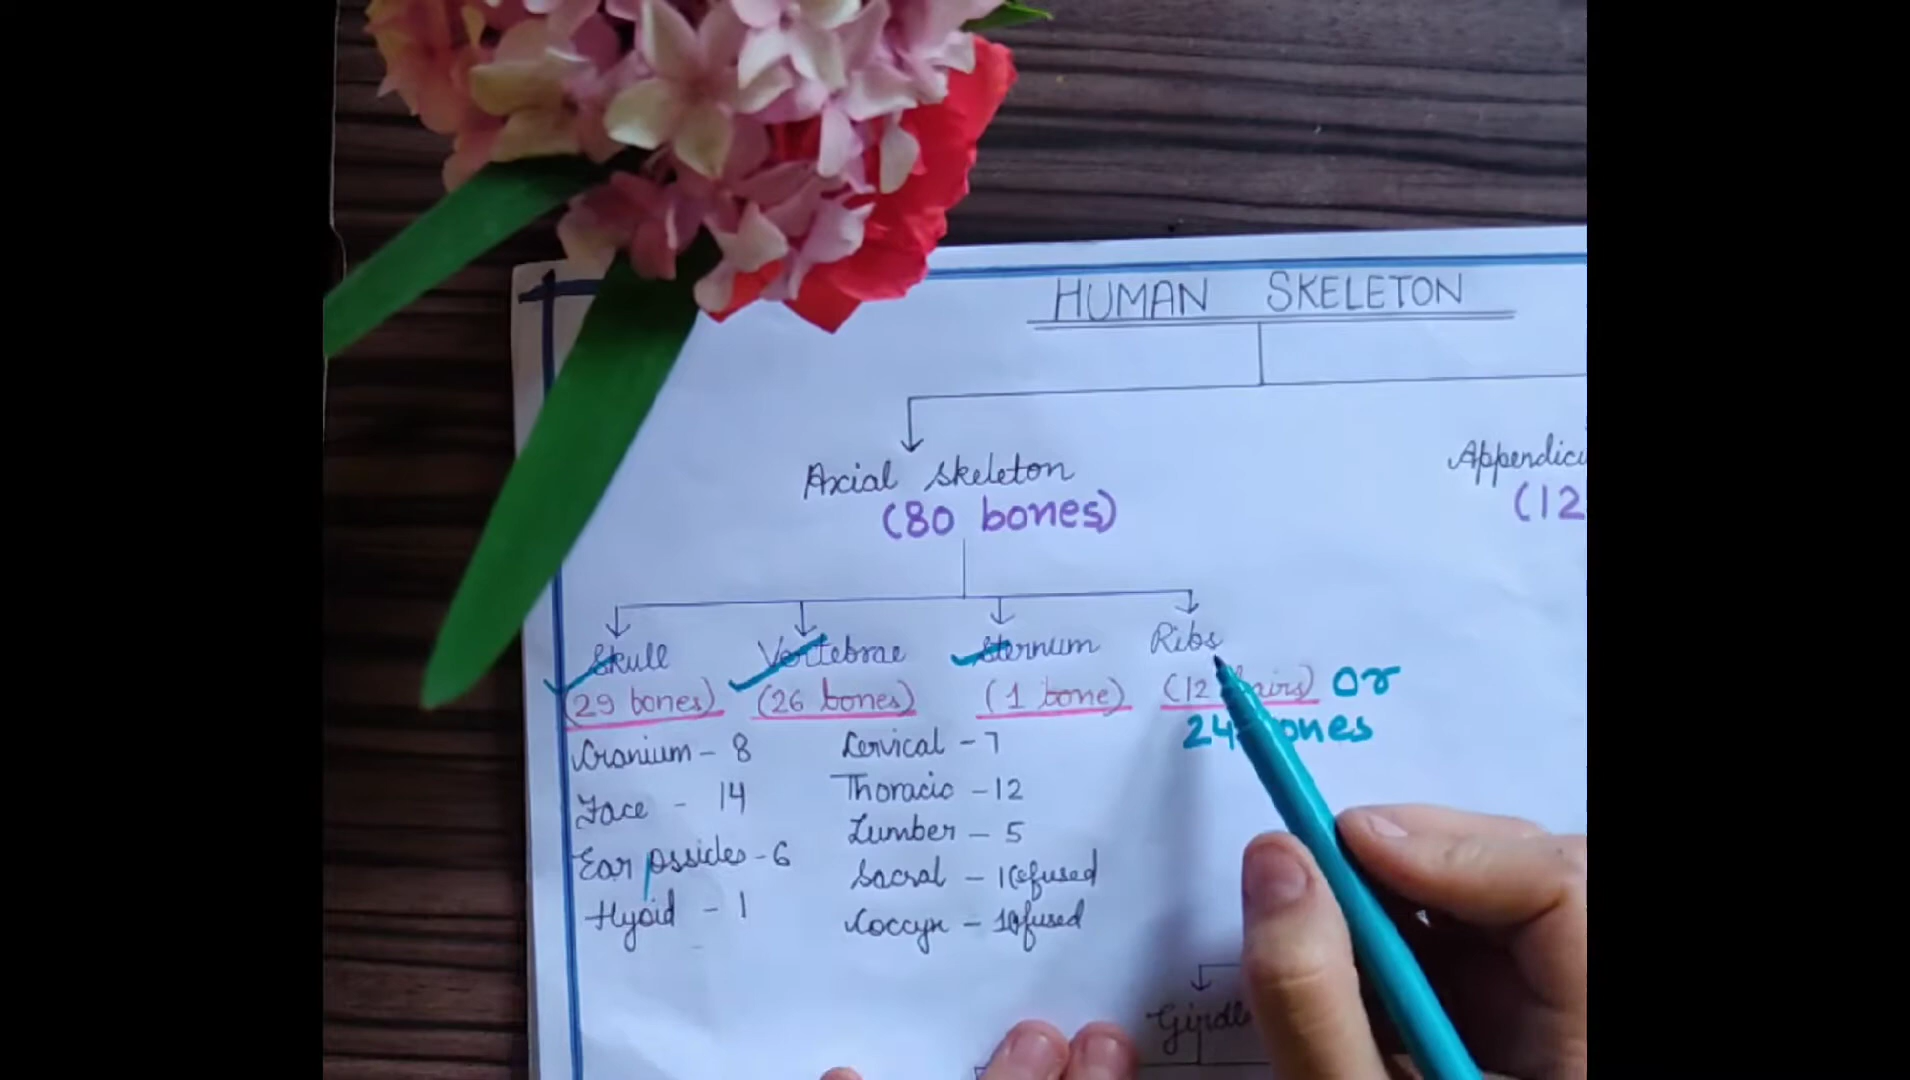 HUMAN SKELETON
Axial skeleton
(80 bones)
Appendicu
(12
Skull
(29 bones)
Cranium - 8
Face - 14
Ear ossicles - 6
Hyoid - 1
Vertebrae
(26 bones)
Cervical - 7
Thoracic - 12
Lumber - 5
Sacral - 1 fused
Coccyx - 1 fused
Sternum
(1 bone)
Ribs
(12 pairs) or
24 bones
Girdle